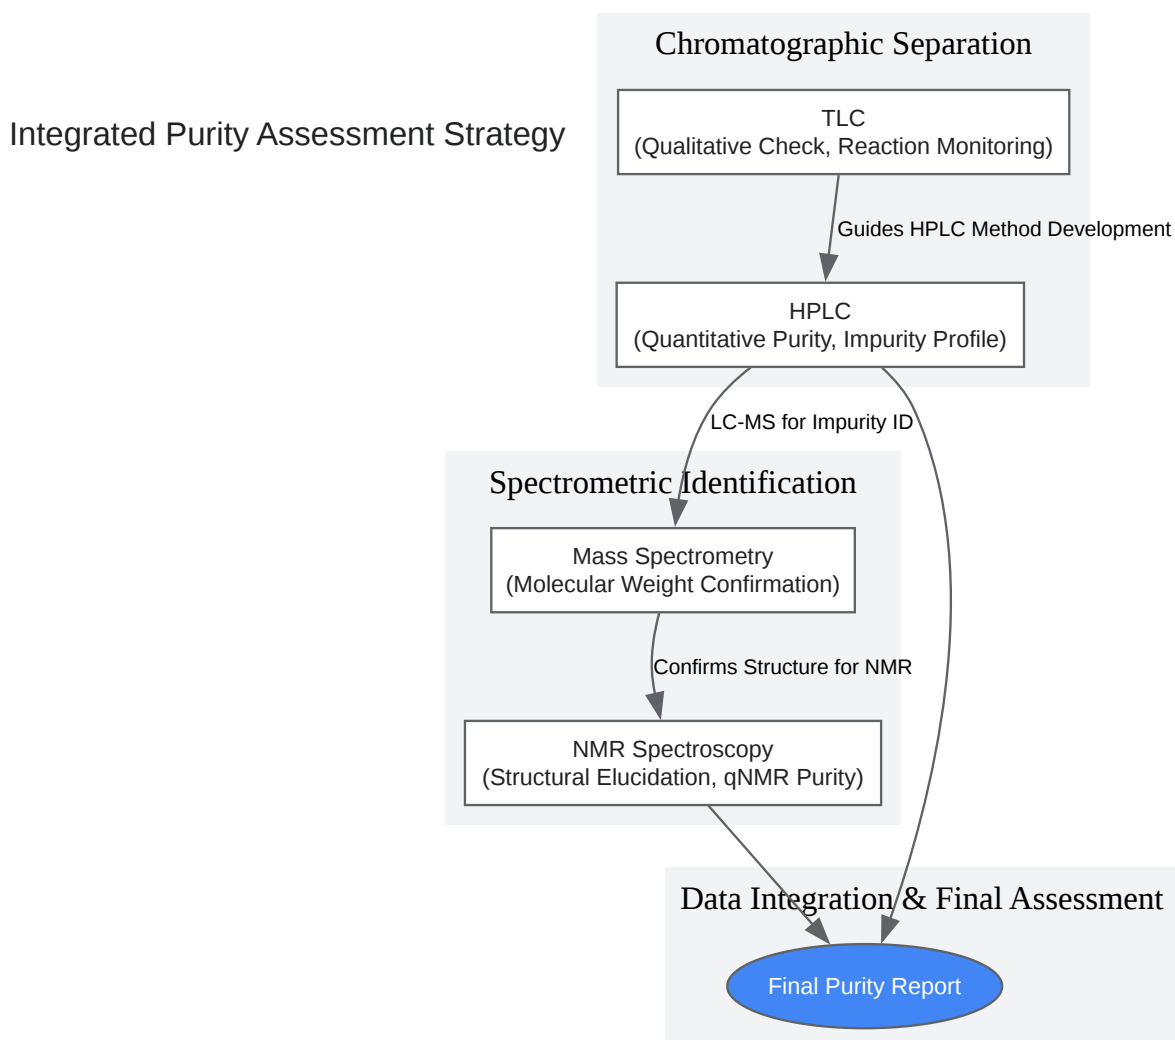 Integrated Purity Assessment Strategy
Chromatographic Separation
TLC
(Qualitative Check, Reaction Monitoring)
Guides HPLC Method Development
HPLC
(Quantitative Purity, Impurity Profile)
LC-MS for Impurity ID
Spectrometric Identification
Mass Spectrometry
(Molecular Weight Confirmation)
Confirms Structure for NMR
NMR Spectroscopy
(Structural Elucidation, qNMR Purity)
Data Integration & Final Assessment
Final Purity Report